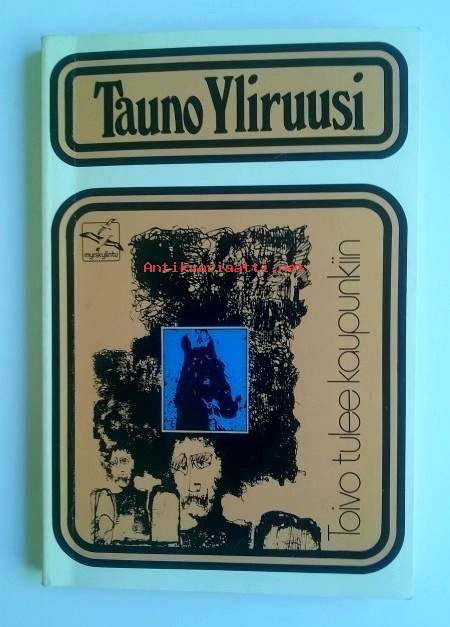 Tauno Yliruusi
myrskylintu
Antikvariaatti.net
Toivo tulee kaupunkiin